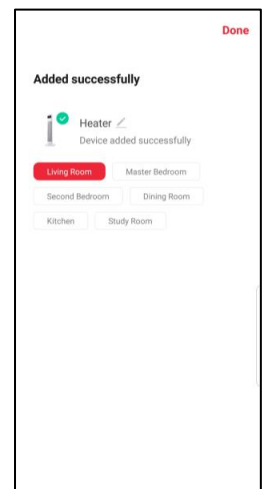 Done
Added successfully
Heater
Device added successfully
Living Room Master Bedroom
Second Bedroom Dining Room
Kitchen Study Room